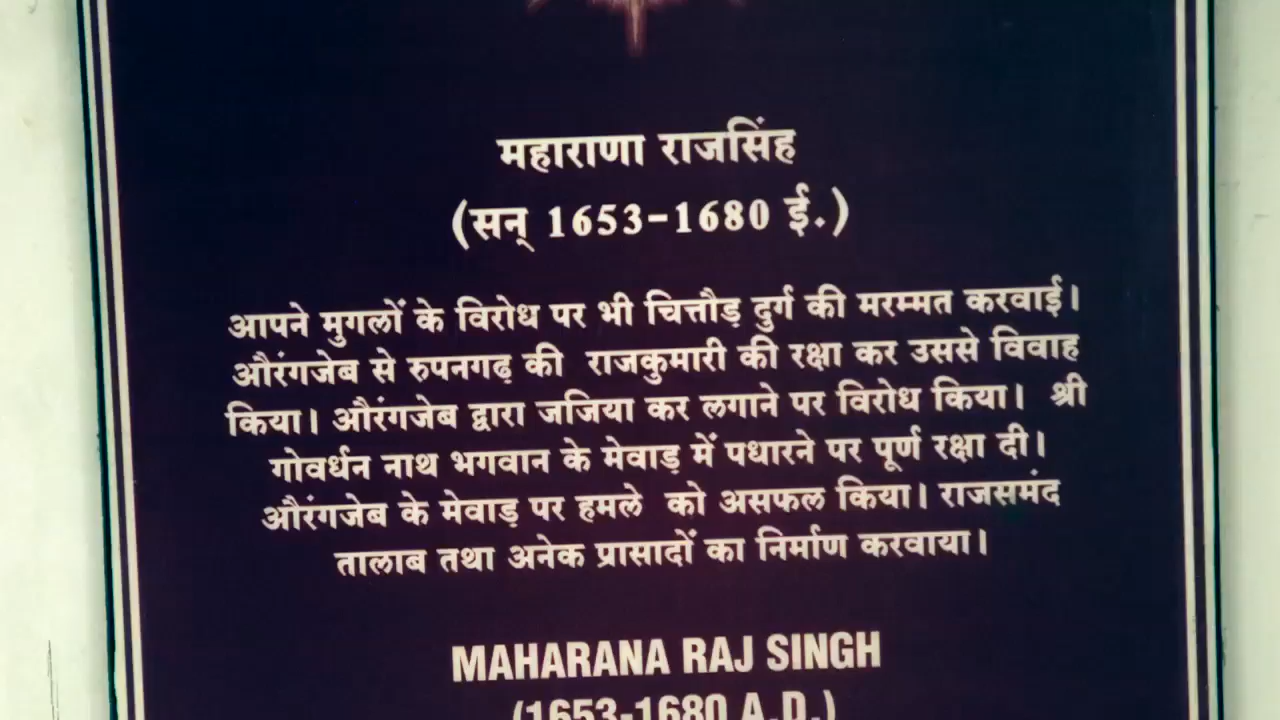 महाराणा राजसिंह
(सन् 1653-1680 ई.)
आपने मुगलों के विरोध पर भी चित्तौड़ दुर्ग की मरम्मत करवाई।
औरंगजेब से रुपनगढ़ की राजकुमारी की रक्षा कर उससे विवाह
किया। औरंगजेब द्वारा जजिया कर लगाने पर विरोध किया। श्री
गोवर्धन नाथ भगवान के मेवाड़ में पधारने पर पूर्ण रक्षा दी।
औरंगजेब के मेवाड़ पर हमले को असफल किया। राजसमंद
तालाब तथा अनेक प्रासादों का निर्माण करवाया।
MAHARANA RAJ SINGH
(1653-1680 A.D.)